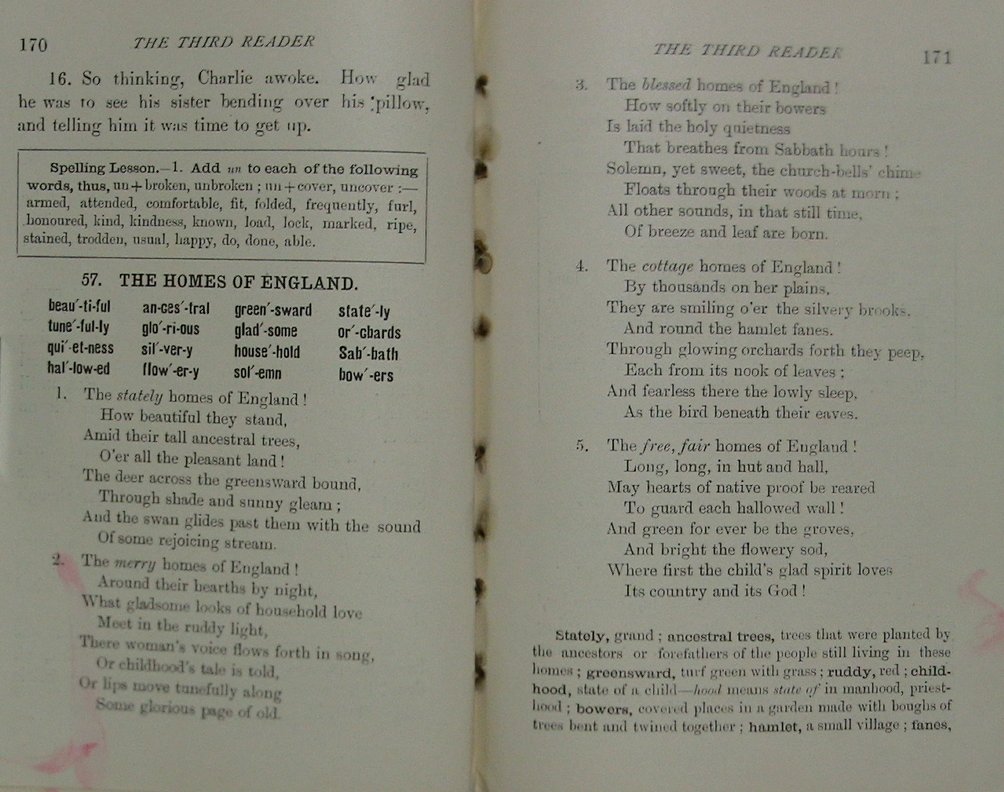 170 THE THIRD READER
16. So thinking, Charlie awoke. How glad
he was to see his sister bending over his pillow,
and telling him it was time to get up.
Spelling Lesson.—1. Add un to each of the following
words, thus, un+broken, unbroken ; un+cover, uncover :—
armed, attended, comfortable, fit, folded, frequently, furl,
honoured, kind, kindness, known, load, lock, marked, ripe,
stained, trodden, usual, happy, do, done, able.
57. THE HOMES OF ENGLAND.
beau´-ti-ful an-ces´-tral green´-sward state´-ly
tune´-ful-ly glo´-ri-ous glad´-some or´-chards
qui´-et-ness sil´-ver-y house´-hold Sab´-bath
hal´-low-ed flow´-er-y sol´-emn bow´-ers
1. The stately homes of England !
How beautiful they stand,
Amid their tall ancestral trees,
O'er all the pleasant land !
The deer across the greensward bound,
Through shade and sunny gleam ;
And the swan glides past them with the sound
Of some rejoicing stream.
2. The merry homes of England !
Around their hearths by night,
What gladsome looks of household love
Meet in the ruddy light,
There woman's voice flows forth in song,
Or childhood's tale is told,
Or lips move tunefully along
Some glorious page of old.
THE THIRD READER 171
3. The blessed homes of England !
How softly on their bowers
Is laid the holy quietness
That breathes from Sabbath hours !
Solemn, yet sweet, the church-bells' chime
Floats through their woods at morn ;
All other sounds, in that still time,
Of breeze and leaf are born.
4. The cottage homes of England !
By thousands on her plains,
They are smiling o'er the silvery brooks,
And round the hamlet fanes.
Through glowing orchards forth they peep,
Each from its nook of leaves ;
And fearless there the lowly sleep,
As the bird beneath their eaves.
5. The free, fair homes of England !
Long, long, in hut and hall,
May hearts of native proof be reared
To guard each hallowed wall !
And green for ever be the groves,
And bright the flowery sod,
Where first the child's glad spirit loves
Its country and its God !
Stately, grand ; ancestral trees, trees that were planted by
the ancestors or forefathers of the people still living in these
homes ; greensward, turf green with grass ; ruddy, red ; child-
hood, state of a child—hood means state of in manhood, priest-
hood ; bowers, covered places in a garden made with boughs of
trees bent and twined together ; hamlet, a small village ; fanes,